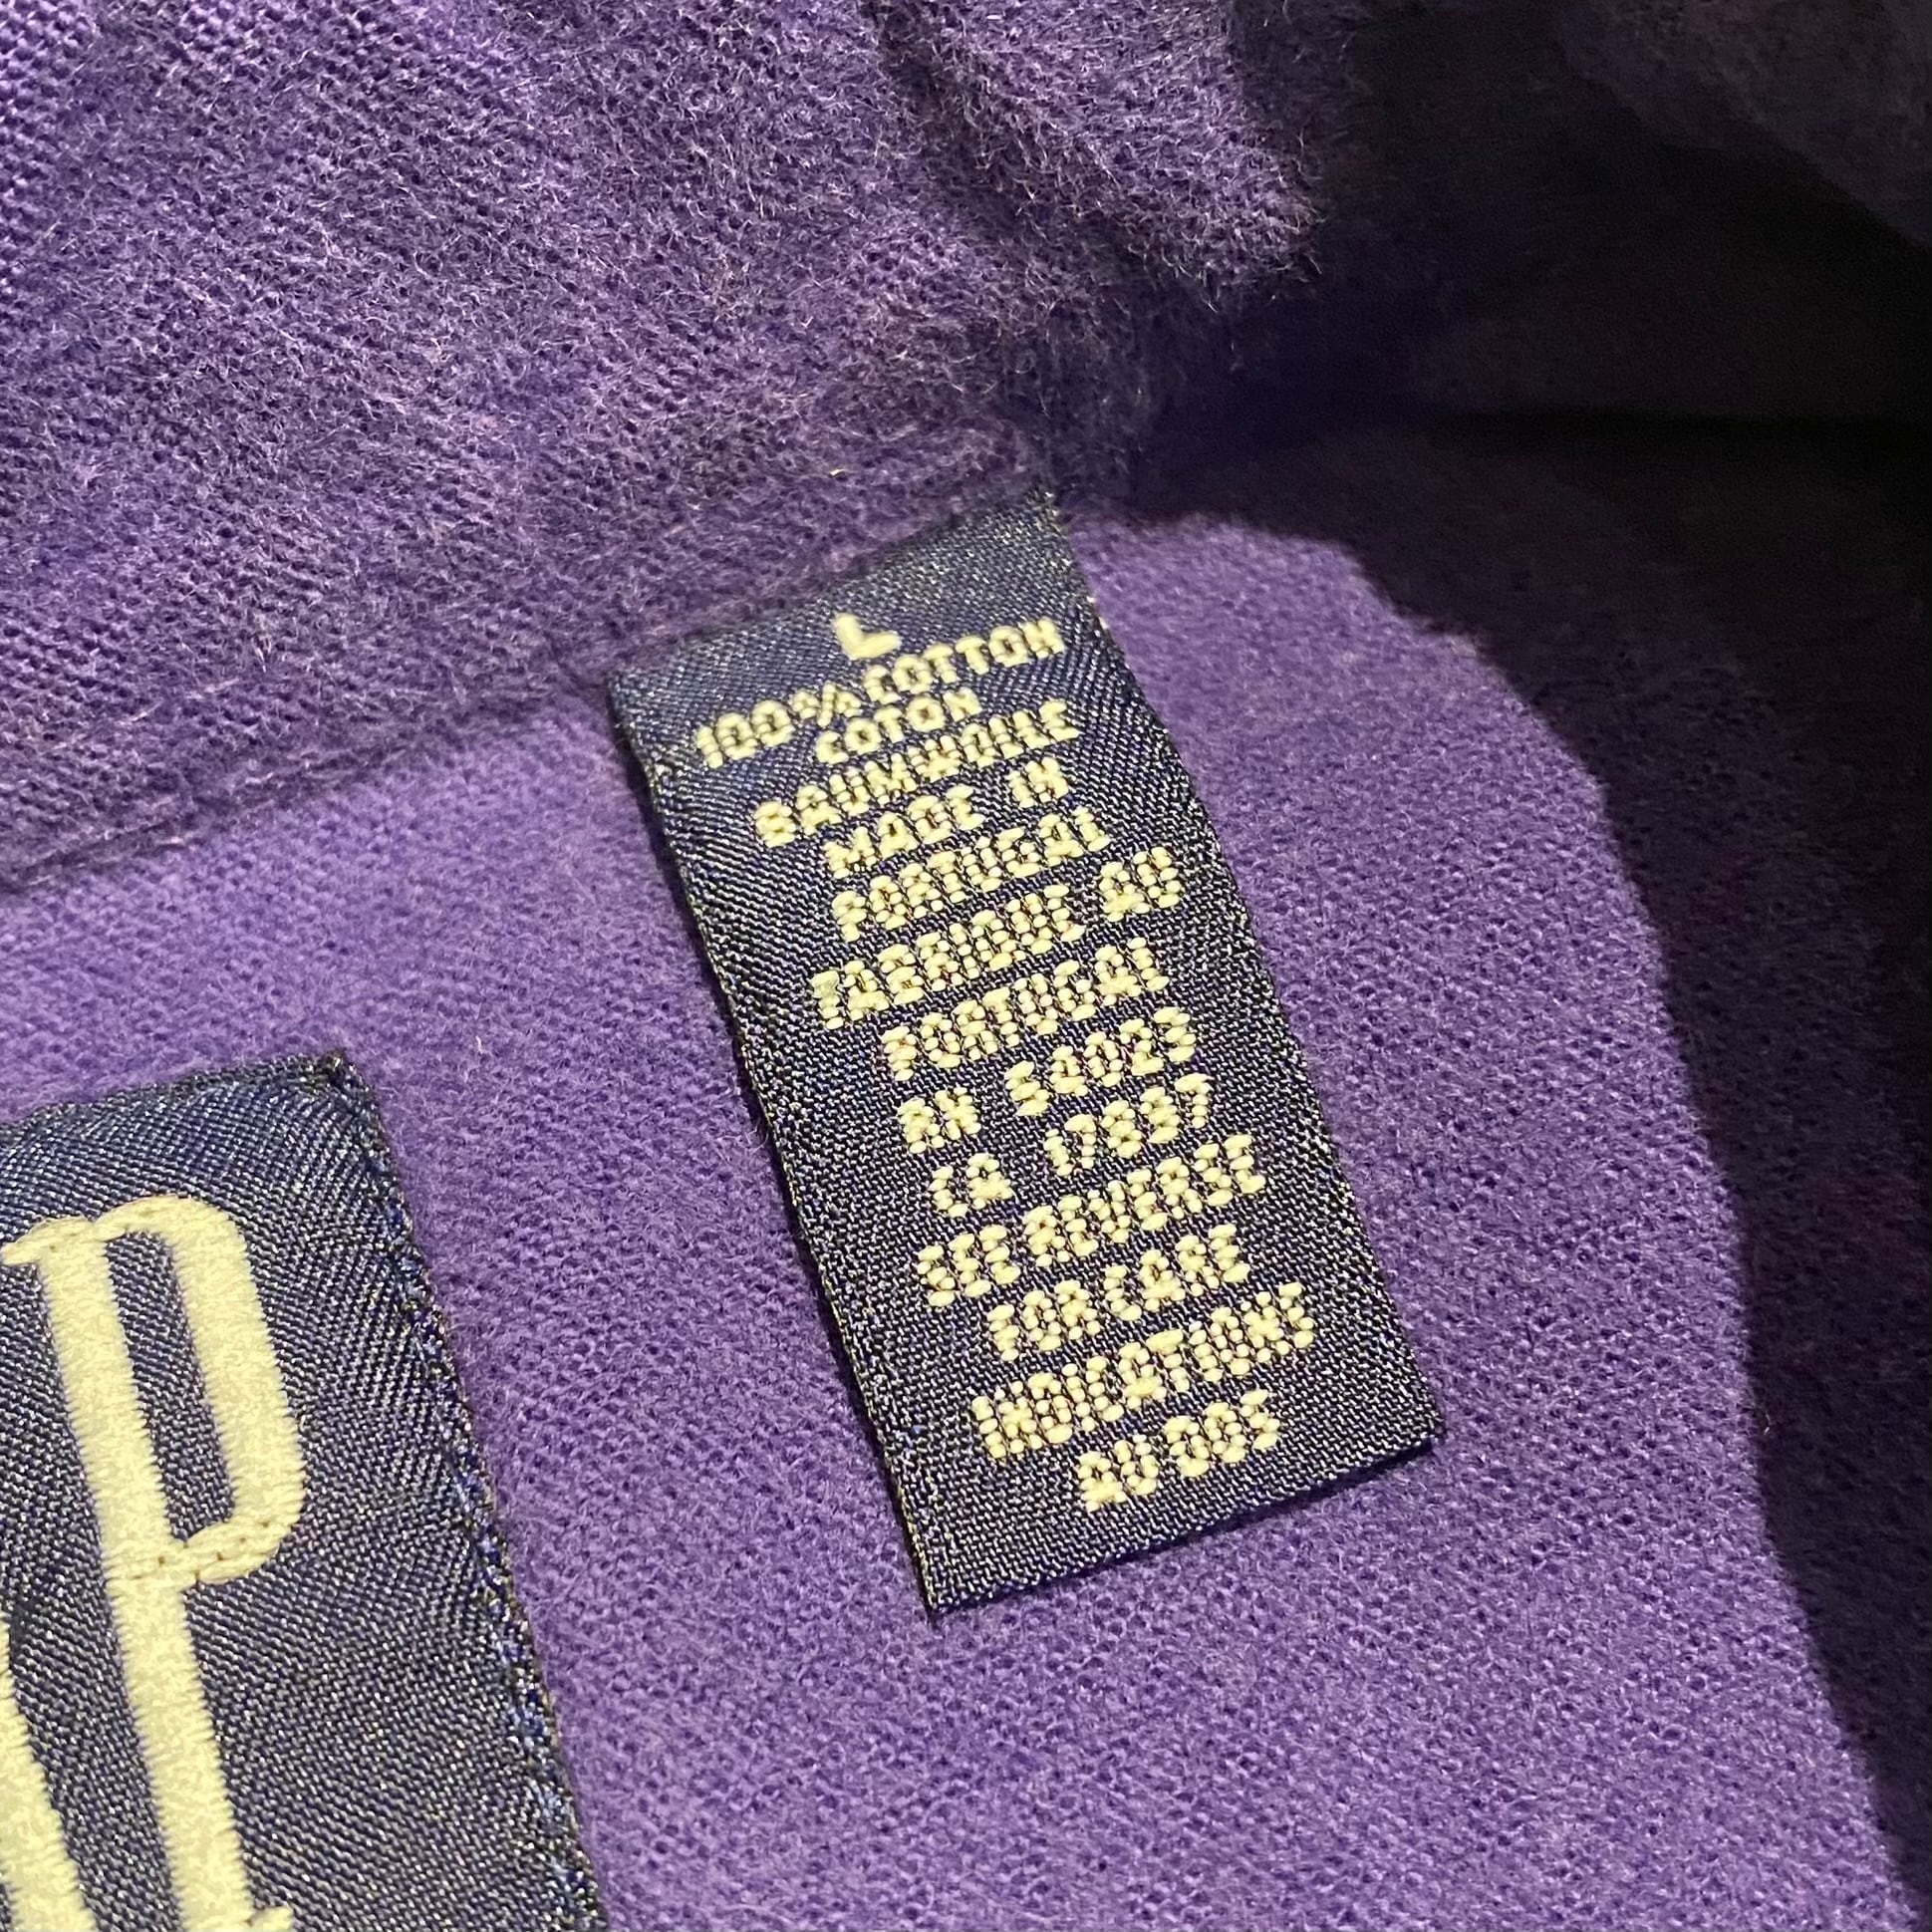 L
100% COTTON
COTON
BAUMWOLLE
MADE IN
PORTUGAL
FABRIQUE AU
PORTUGAL
RN 54023
CA 17897
SEE REVERSE
FOR CARE
INDICATIONS
AU DOS
P